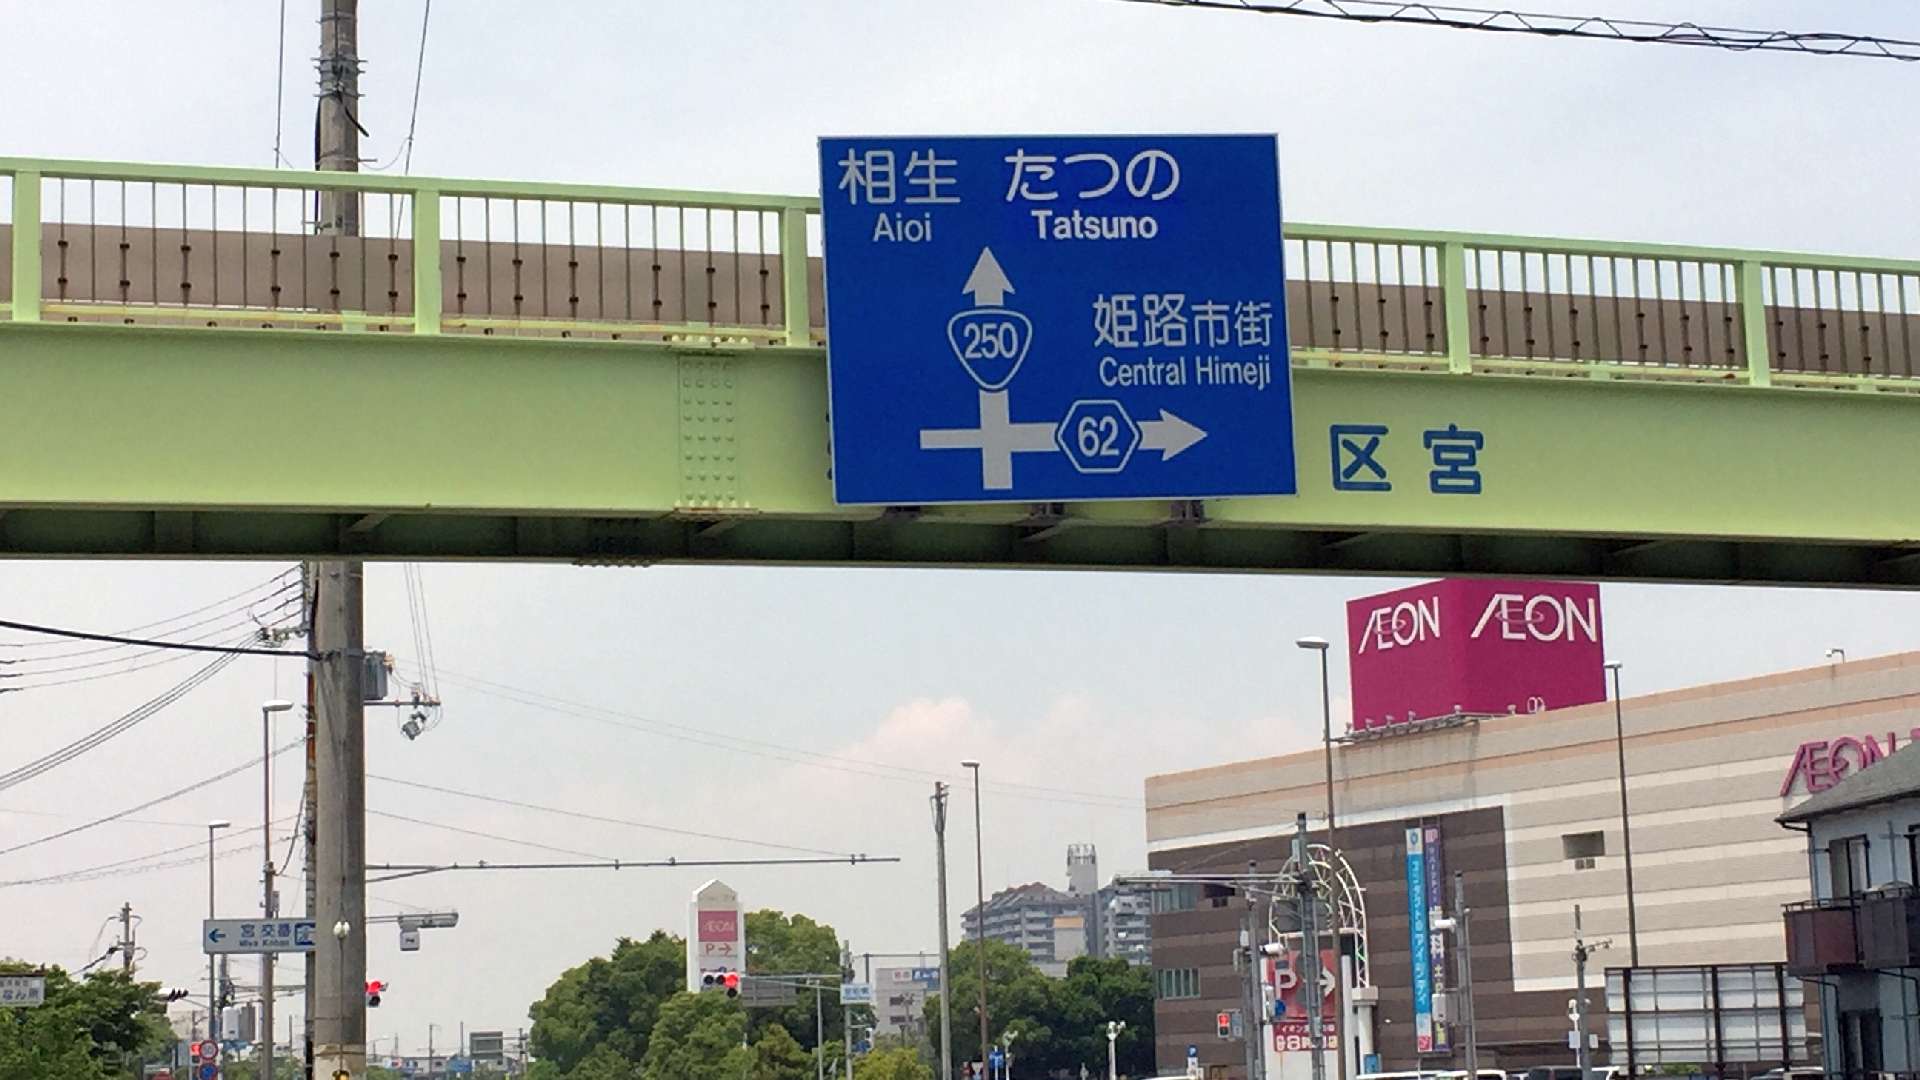 相生 たつの
Aioi Tatsuno
250
姫路市街
Central Himeji
62
区宮
ÆON ÆON
ÆON
宮交番
Miya Koban
ÆON
P→
P→